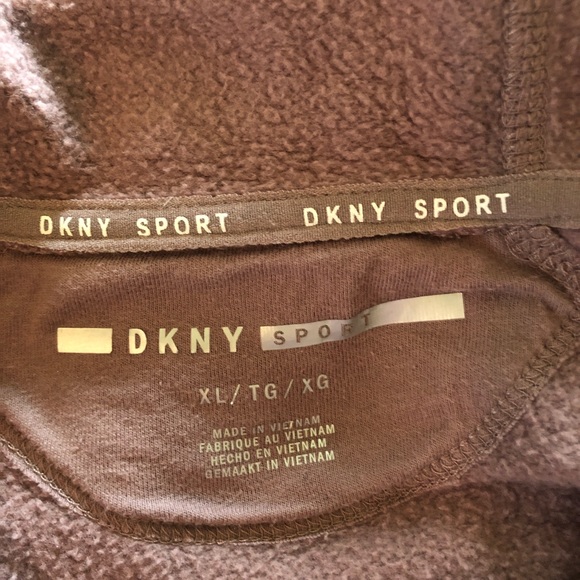 DKNY SPORT DKNY SPORT
DKNY SPORT
XL/TG/XG
MADE IN VIETNAM
FABRIQUE AU VIETNAM
HECHO EN VIETNAM
GEMAAKT IN VIETNAM